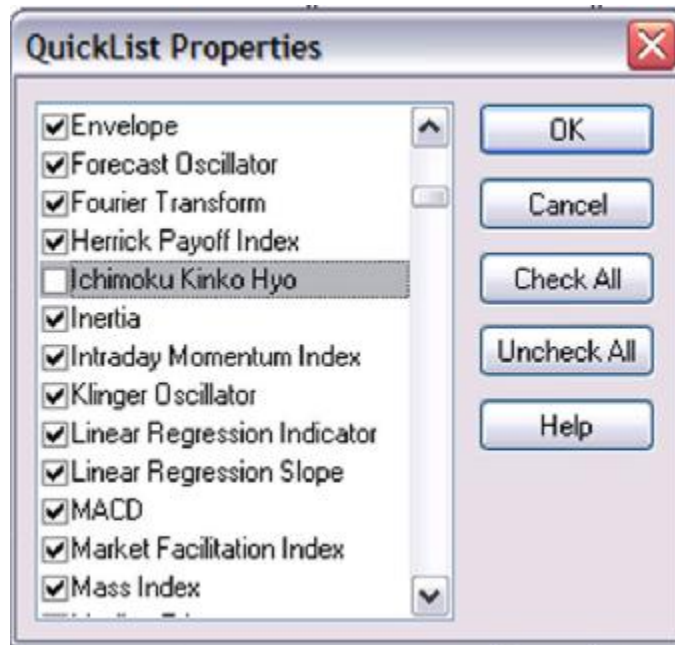 QuickList Properties
Envelope
Forecast Oscillator
Fourier Transform
Herrick Payoff Index
Ichimoku Kinko Hyo
Inertia
Intraday Momentum Index
Klinger Oscillator
Linear Regression Indicator
Linear Regression Slope
MACD
Market Facilitation Index
Mass Index
OK
Cancel
Check All
Uncheck All
Help